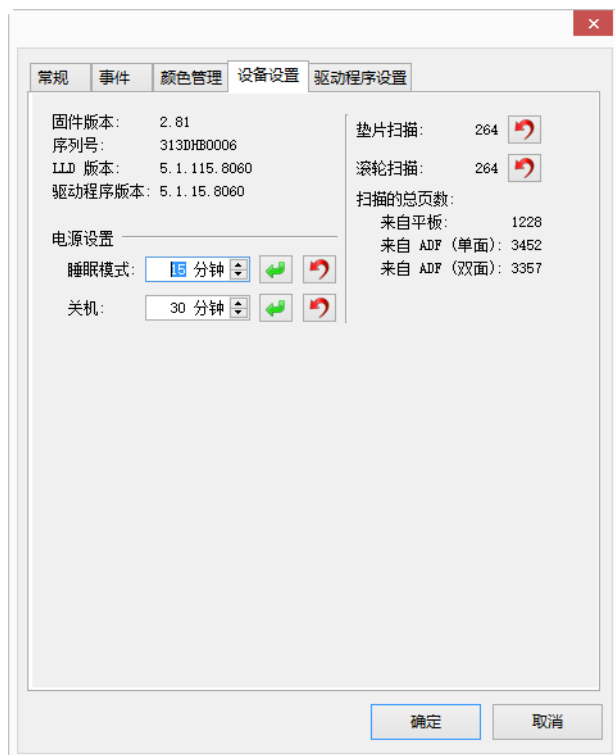 常规 事件 颜色管理 设备设置 驱动程序设置
固件版本: 2.81
序列号: 313DHB0006
LLD 版本: 5.1.115.8060
驱动程序版本: 5.1.15.8060
电源设置
睡眠模式: 15 分钟
关机: 30 分钟
垫片扫描: 264
滚轮扫描: 264
扫描的总页数:
来自平板: 1228
来自 ADF (单面): 3452
来自 ADF (双面): 3357
确定 取消